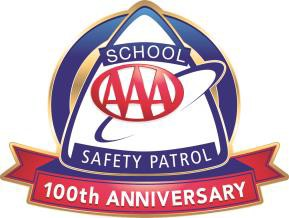 SCHOOL
AAA
SAFETY PATROL
100th ANNIVERSARY